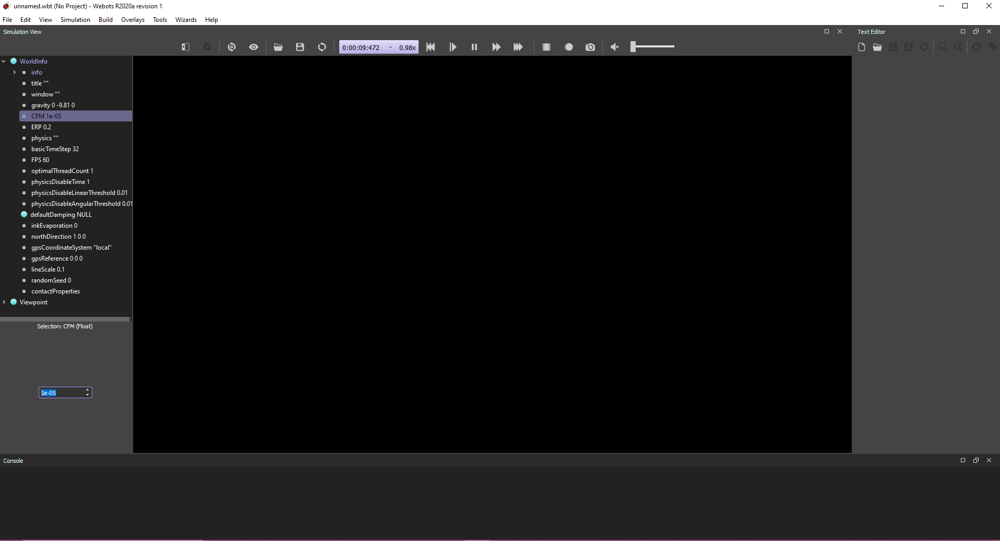 unnamed.wbt (No Project) - Webots R2020a revision 1
File Edit View Simulation Build Overlays Tools Wizards Help
Simulation View
Text Editor
0:00:09:472 - 0.98x
WorldInfo
info
title ""
window ""
gravity 0 -9.81 0
CFM 1e-05
ERP 0.2
physics ""
basicTimeStep 32
FPS 60
optimalThreadCount 1
physicsDisableTime 1
physicsDisableLinearThreshold 0.01
physicsDisableAngularThreshold 0.01
defaultDamping NULL
inkEvaporation 0
northDirection 1 0 0
gpsCoordinateSystem "local"
gpsReference 0 0 0
lineScale 0.1
randomSeed 0
contactProperties
Viewpoint
Selection: CFM (Float)
1e-05
Console